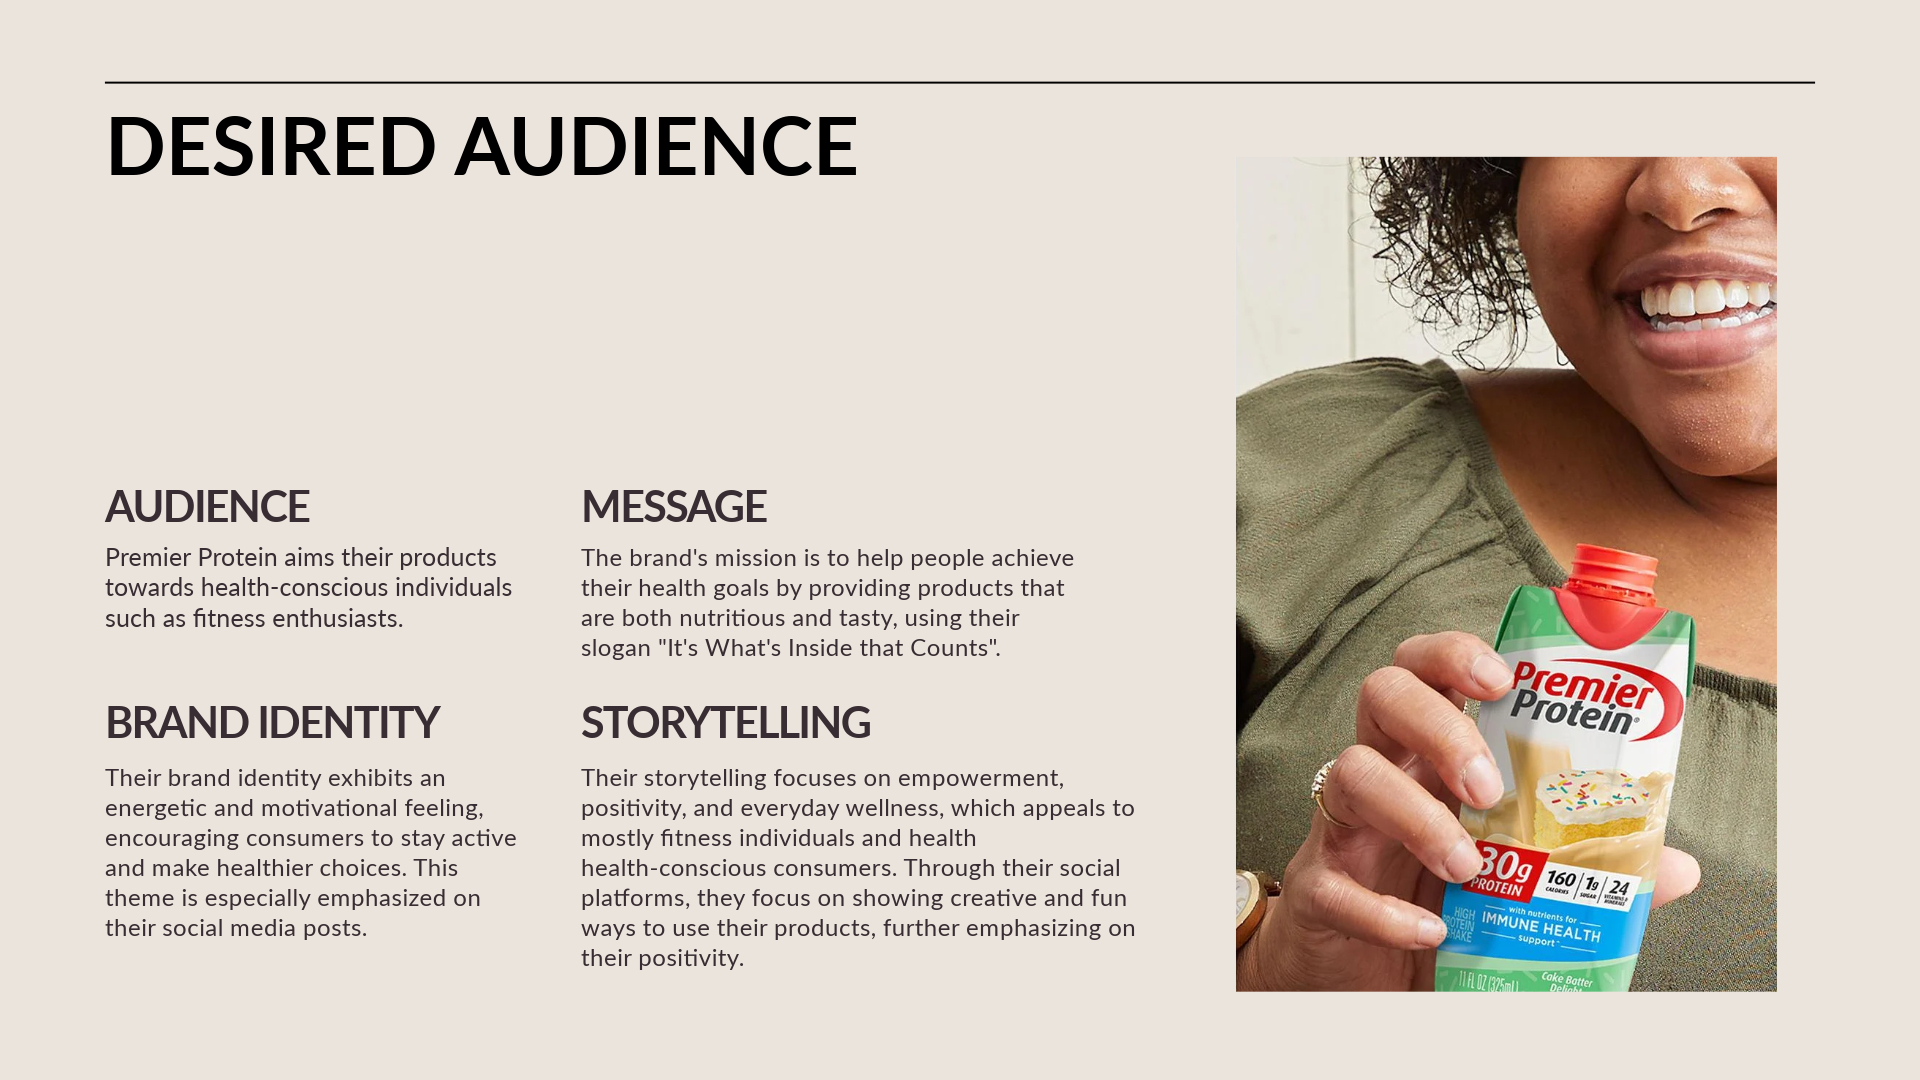 DESIRED AUDIENCE
AUDIENCE
Premier Protein aims their products
towards health-conscious individuals
such as fitness enthusiasts.
MESSAGE
The brand's mission is to help people achieve
their health goals by providing products that
are both nutritious and tasty, using their
slogan "It's What's Inside that Counts".
BRAND IDENTITY
Their brand identity exhibits an
energetic and motivational feeling,
encouraging consumers to stay active
and make healthier choices. This
theme is especially emphasized on
their social media posts.
STORYTELLING
Their storytelling focuses on empowerment,
positivity, and everyday wellness, which appeals to
mostly fitness individuals and health
health-conscious consumers. Through their social
platforms, they focus on showing creative and fun
ways to use their products, further emphasizing on
their positivity.
Premier
Protein®
30g
PROTEIN
160
CALORIES
1g
SUGAR
24
VITAMINS &
MINERALS
HIGH
PROTEIN
SHAKE
with nutrients for
IMMUNE HEALTH
support
11 FL OZ (325mL)
Cake Batter
Delight